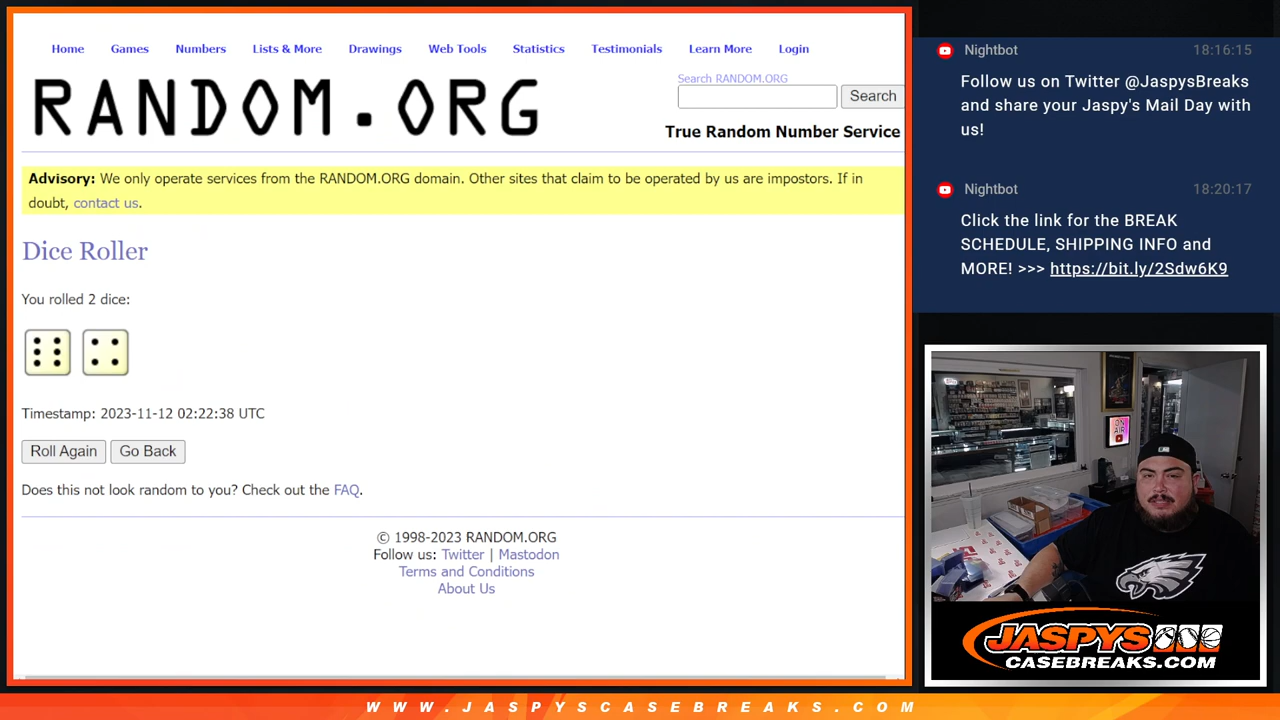 Home Games Numbers Lists & More Drawings Web Tools Statistics Testimonials Learn More Login
RANDOM.ORG
Search RANDOM.ORG
Search
True Random Number Service
Advisory: We only operate services from the RANDOM.ORG domain. Other sites that claim to be operated by us are impostors. If in
doubt, contact us.
Dice Roller
You rolled 2 dice:
Timestamp: 2023-11-12 02:22:38 UTC
Roll Again Go Back
Does this not look random to you? Check out the FAQ.
© 1998-2023 RANDOM.ORG
Follow us: Twitter | Mastodon
Terms and Conditions
About Us
Nightbot 18:16:15
Follow us on Twitter @JaspysBreaks
and share your Jaspy's Mail Day with
us!
Nightbot 18:20:17
Click the link for the BREAK
SCHEDULE, SHIPPING INFO and
MORE! >>> https://bit.ly/2Sdw6K9
ON
AIR
JASPYS
CASEBREAKS.COM
WWW.JASPYSCASEBREAKS.COM